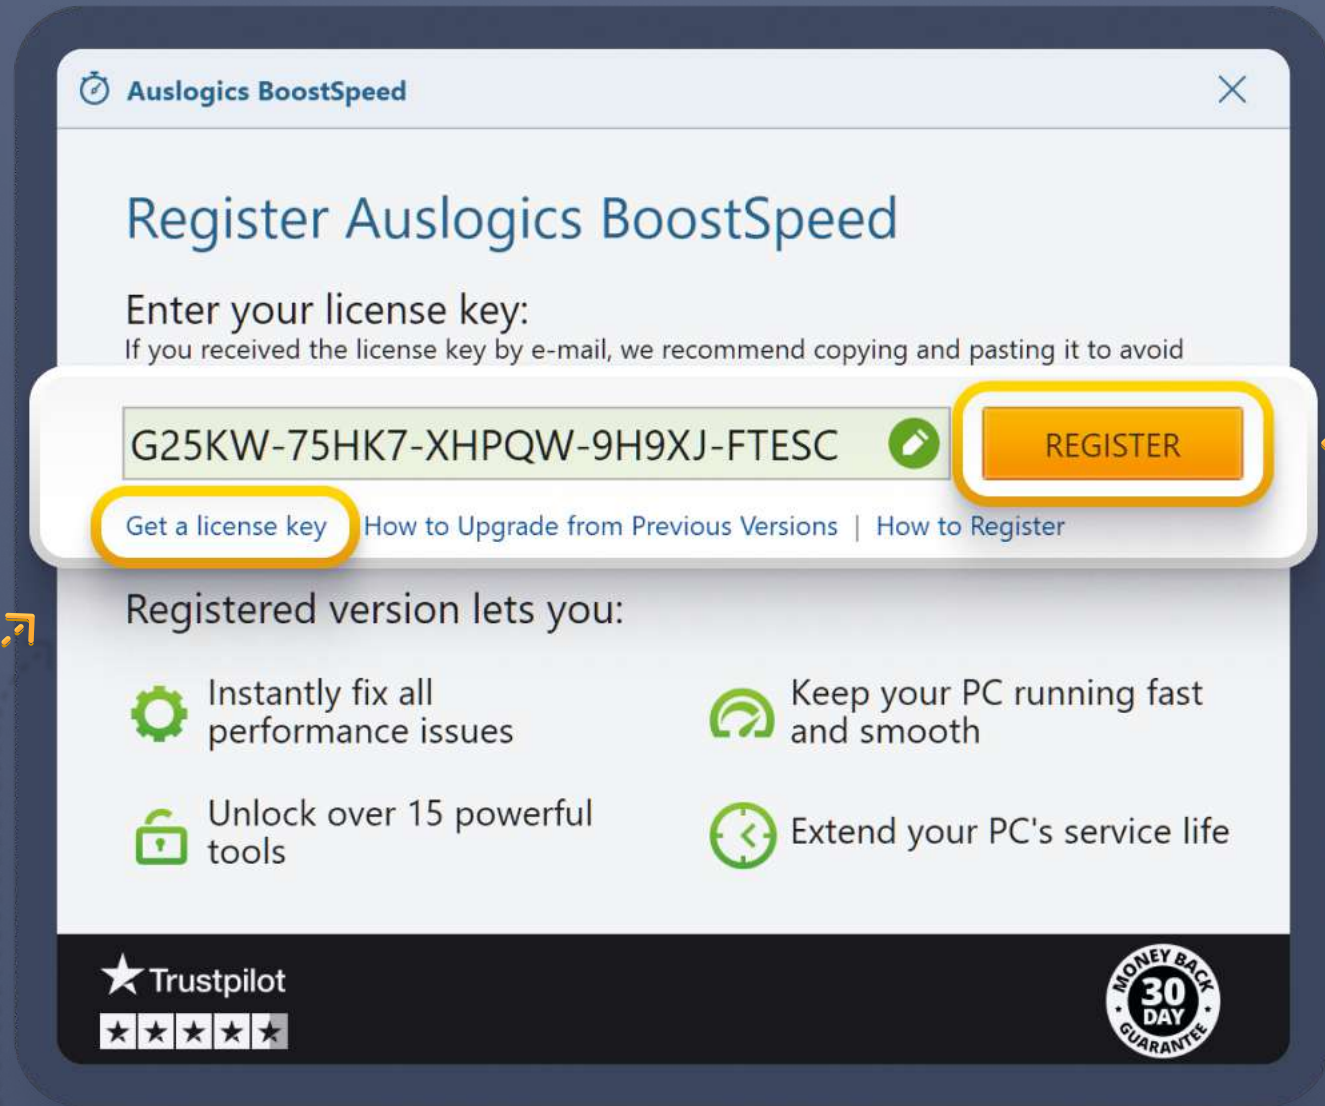 Auslogics BoostSpeed
Register Auslogics BoostSpeed
Enter your license key:
If you received the license key by e-mail, we recommend copying and pasting it to avoid
G25KW-75HK7-XHPQW-9H9XJ-FTESC
REGISTER
Get a license key
How to Upgrade from Previous Versions | How to Register
Registered version lets you:
Instantly fix all
performance issues
Keep your PC running fast
and smooth
Unlock over 15 powerful
tools
Extend your PC's service life
Trustpilot
MONEY BACK
30
DAY
GUARANTEE